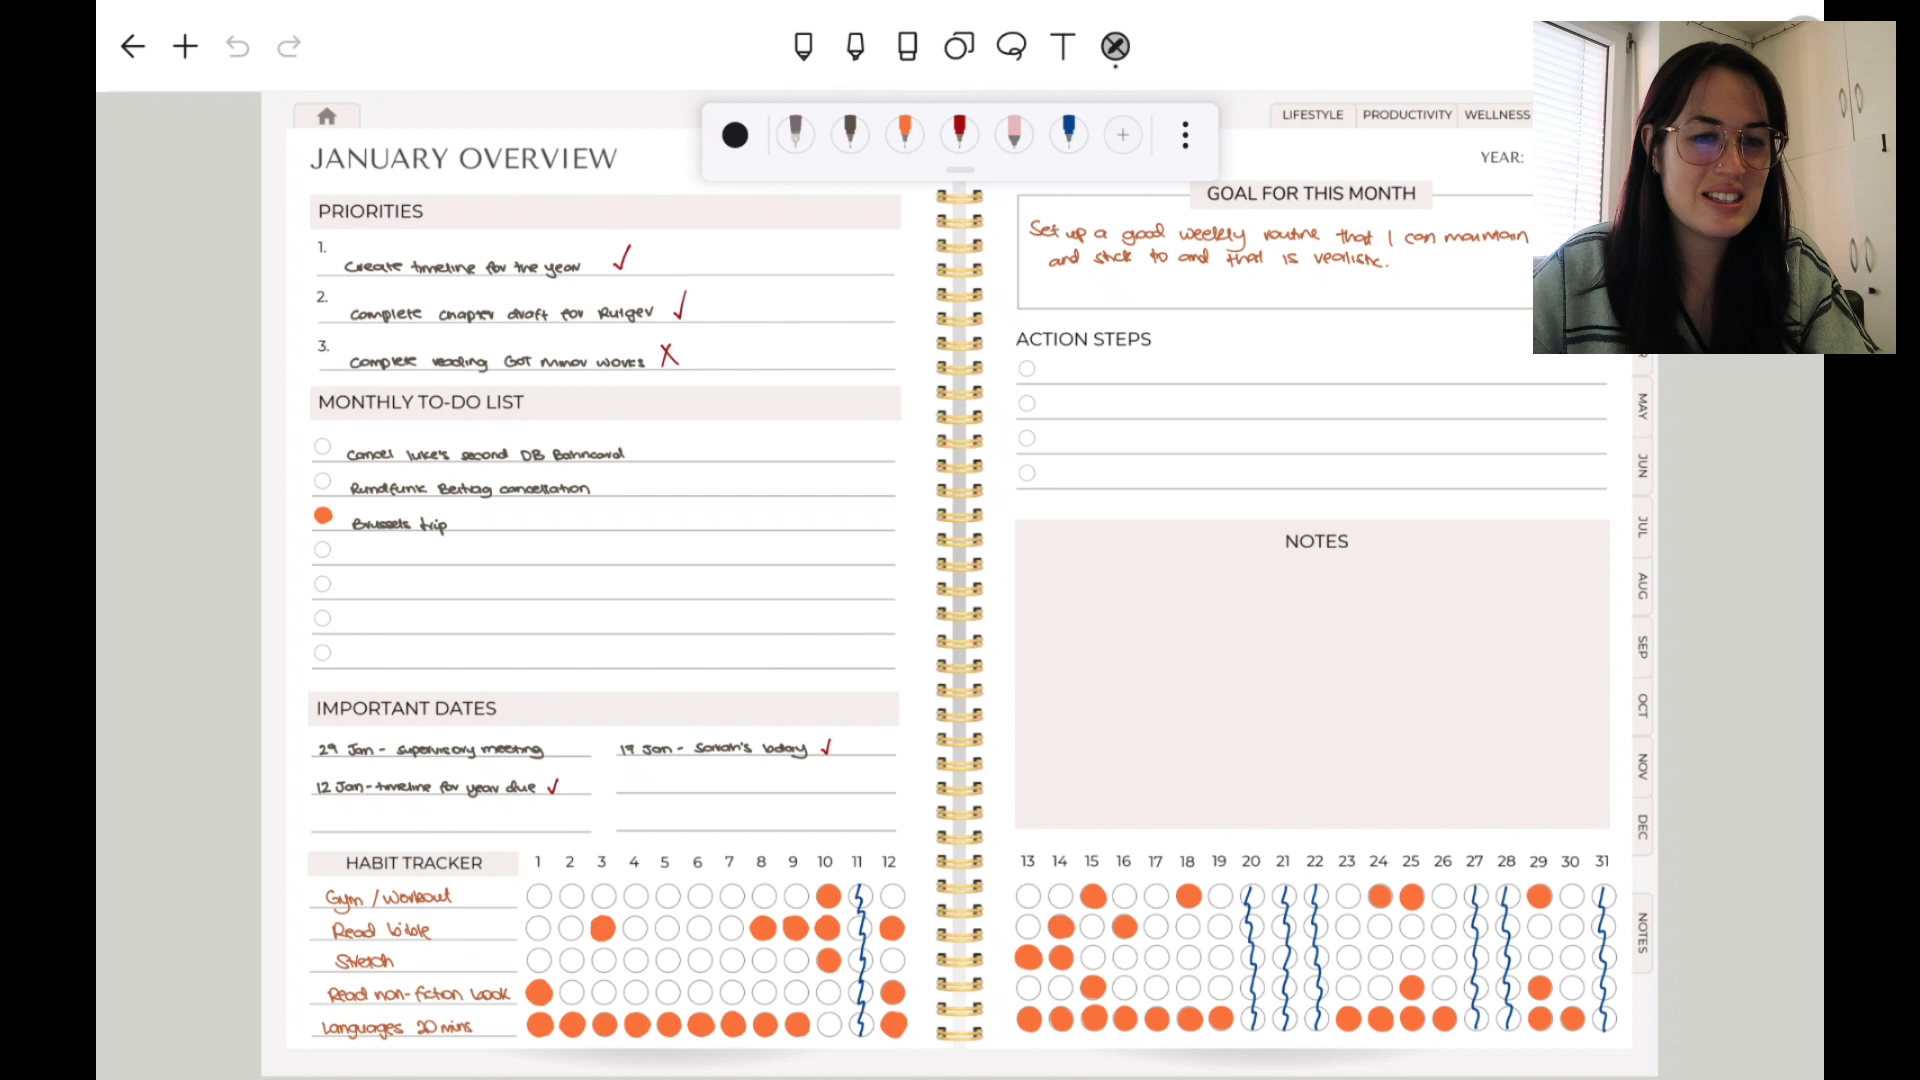 LIFESTYLE PRODUCTIVITY WELLNESS
JANUARY OVERVIEW
YEAR:
PRIORITIES
1. Create timeline for the year ✓
2. Complete chapter draft for Rutger ✓
3. Complete reading GOT minor works X
MONTHLY TO-DO LIST
Cancel Luke's second DB Bahncard
Rundfunk Beitrag cancellation
Brussels trip
IMPORTANT DATES
29 Jan - supervisory meeting
17 Jan - Sarah's bday ✓
12 Jan - timeline for year due ✓
HABIT TRACKER 1 2 3 4 5 6 7 8 9 10 11 12
Gym / Workout
Read bible
Stretch
Read non-fiction book
Languages 20 mins
GOAL FOR THIS MONTH
Set up a good weekly routine that I can maintain
and stick to and that is realistic.
ACTION STEPS
NOTES
13 14 15 16 17 18 19 20 21 22 23 24 25 26 27 28 29 30 31
MAY
JUN
JUL
AUG
SEP
OCT
NOV
DEC
NOTES